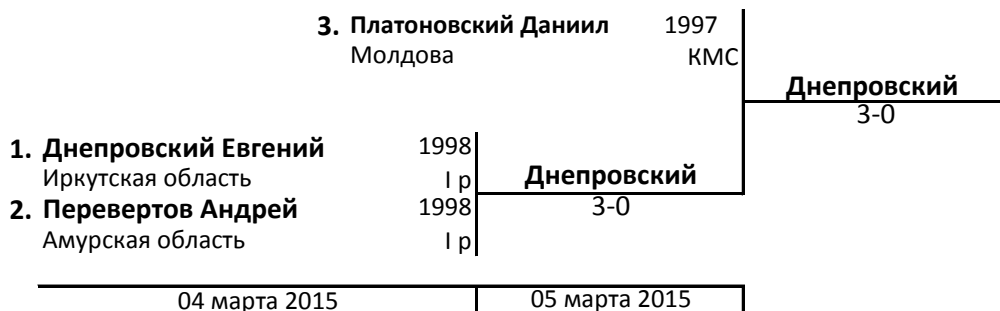 3. Платоновский Даниил 1997
Молдова КМС
Днепровский
3-0
1. Днепровский Евгений 1998
Иркутская область I р
Днепровский
3-0
2. Перевертов Андрей 1998
Амурская область I р
04 марта 2015 05 марта 2015